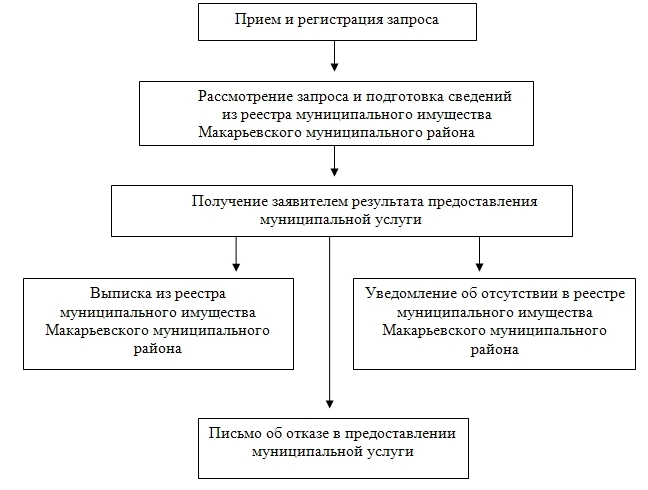 Прием и регистрация запроса
Рассмотрение запроса и подготовка сведений
из реестра муниципального имущества
Макарьевского муниципального района
Получение заявителем результата предоставления
муниципальной услуги
Выписка из реестра
муниципального имущества
Макарьевского муниципального
района
Уведомление об отсутствии в реестре
муниципального имущества
Макарьевского муниципального
района
Письмо об отказе в предоставлении
муниципальной услуги